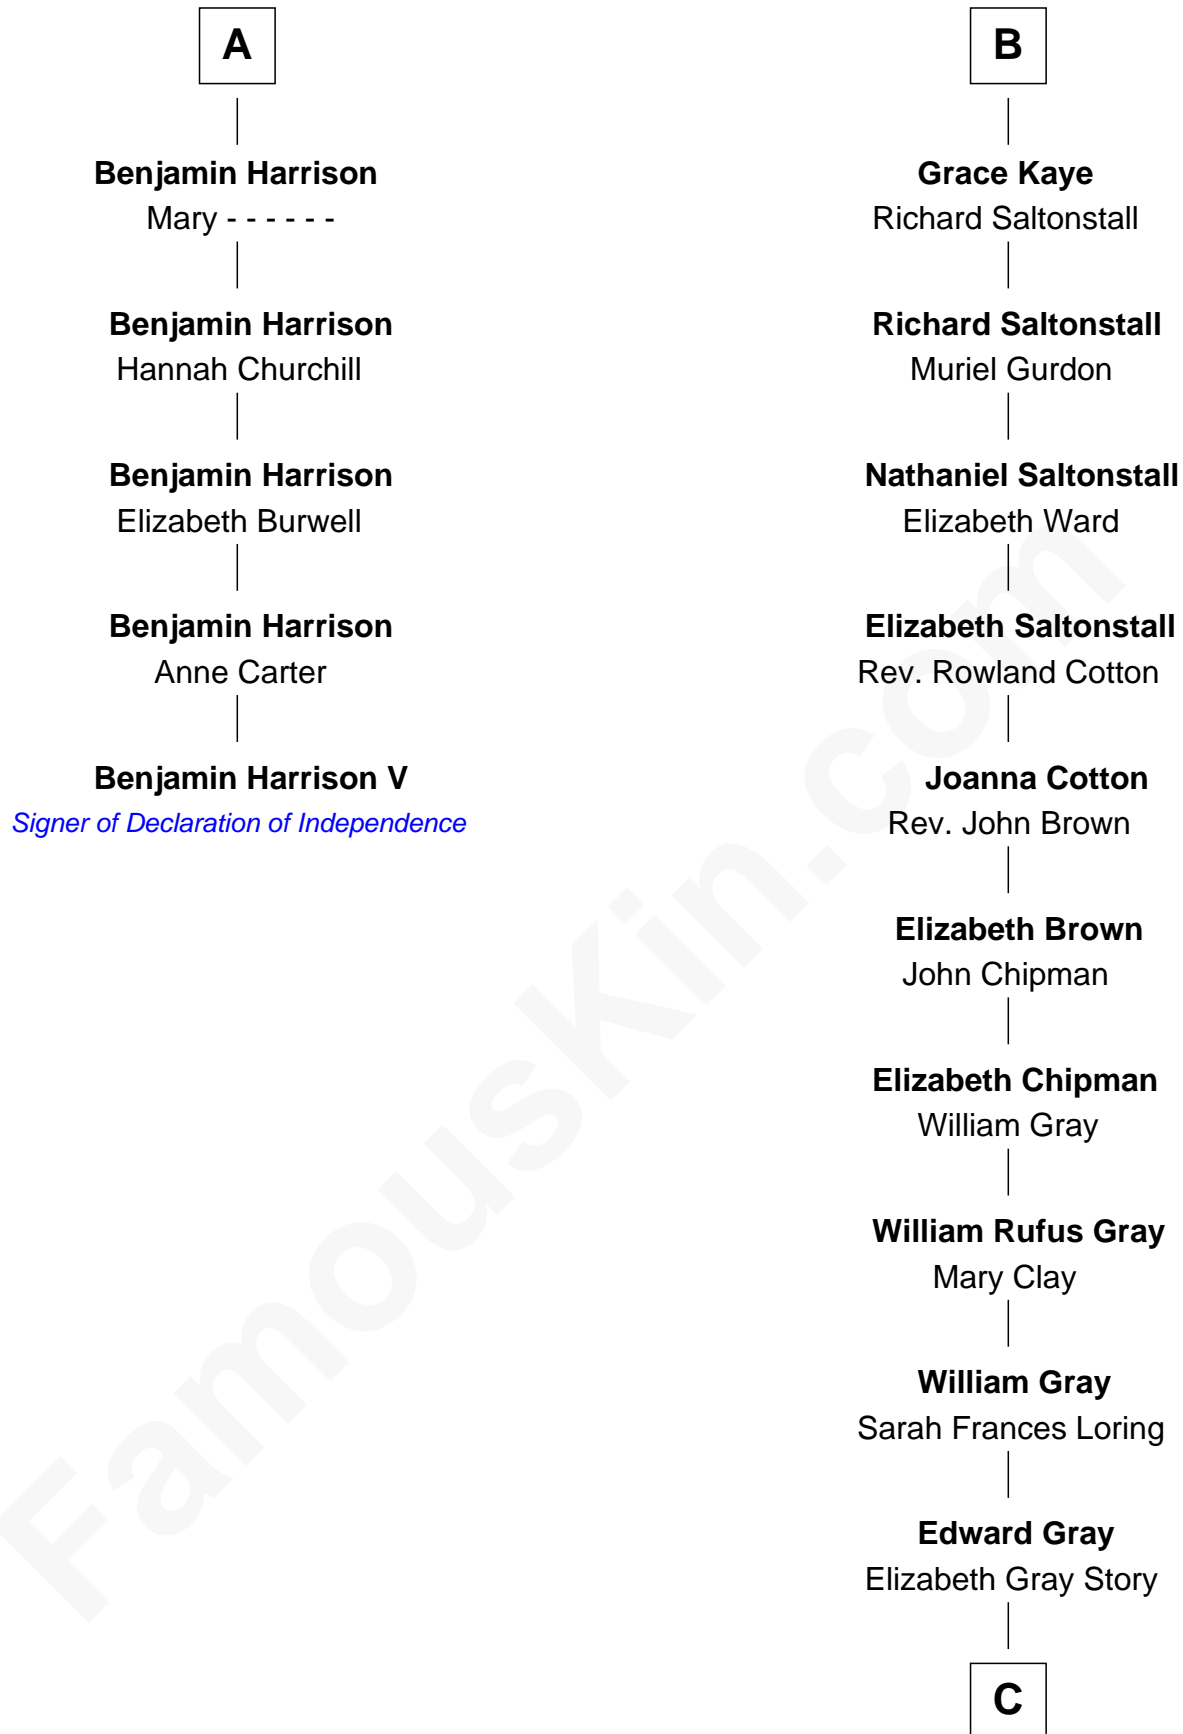 A
Benjamin Harrison
Mary - - - - - -
Benjamin Harrison
Hannah Churchill
Benjamin Harrison
Elizabeth Burwell
Benjamin Harrison
Anne Carter
Benjamin Harrison V
Signer of Declaration of Independence
B
Grace Kaye
Richard Saltonstall
Richard Saltonstall
Muriel Gurdon
Nathaniel Saltonstall
Elizabeth Ward
Elizabeth Saltonstall
Rev. Rowland Cotton
Joanna Cotton
Rev. John Brown
Elizabeth Brown
John Chipman
Elizabeth Chipman
William Gray
William Rufus Gray
Mary Clay
William Gray
Sarah Frances Loring
Edward Gray
Elizabeth Gray Story
C
FamousKin.com